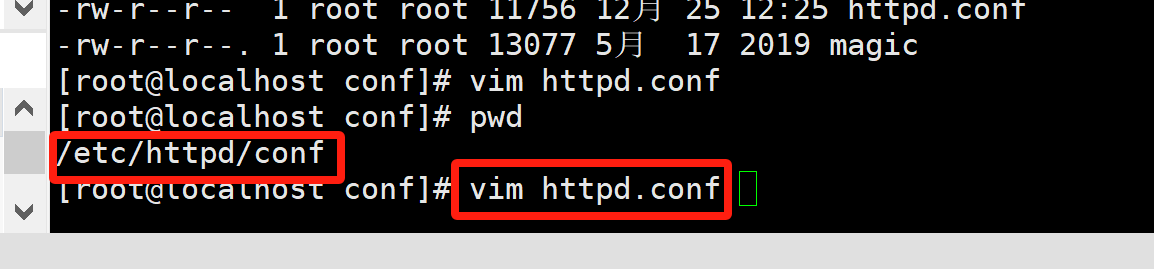 -rw-r--r--  1 root root 11756 12月 25 12:25 httpd.conf
-rw-r--r--. 1 root root 13077 5月  17 2019 magic
[root@localhost conf]# vim httpd.conf
[root@localhost conf]# pwd
/etc/httpd/conf
[root@localhost conf]# vim httpd.conf